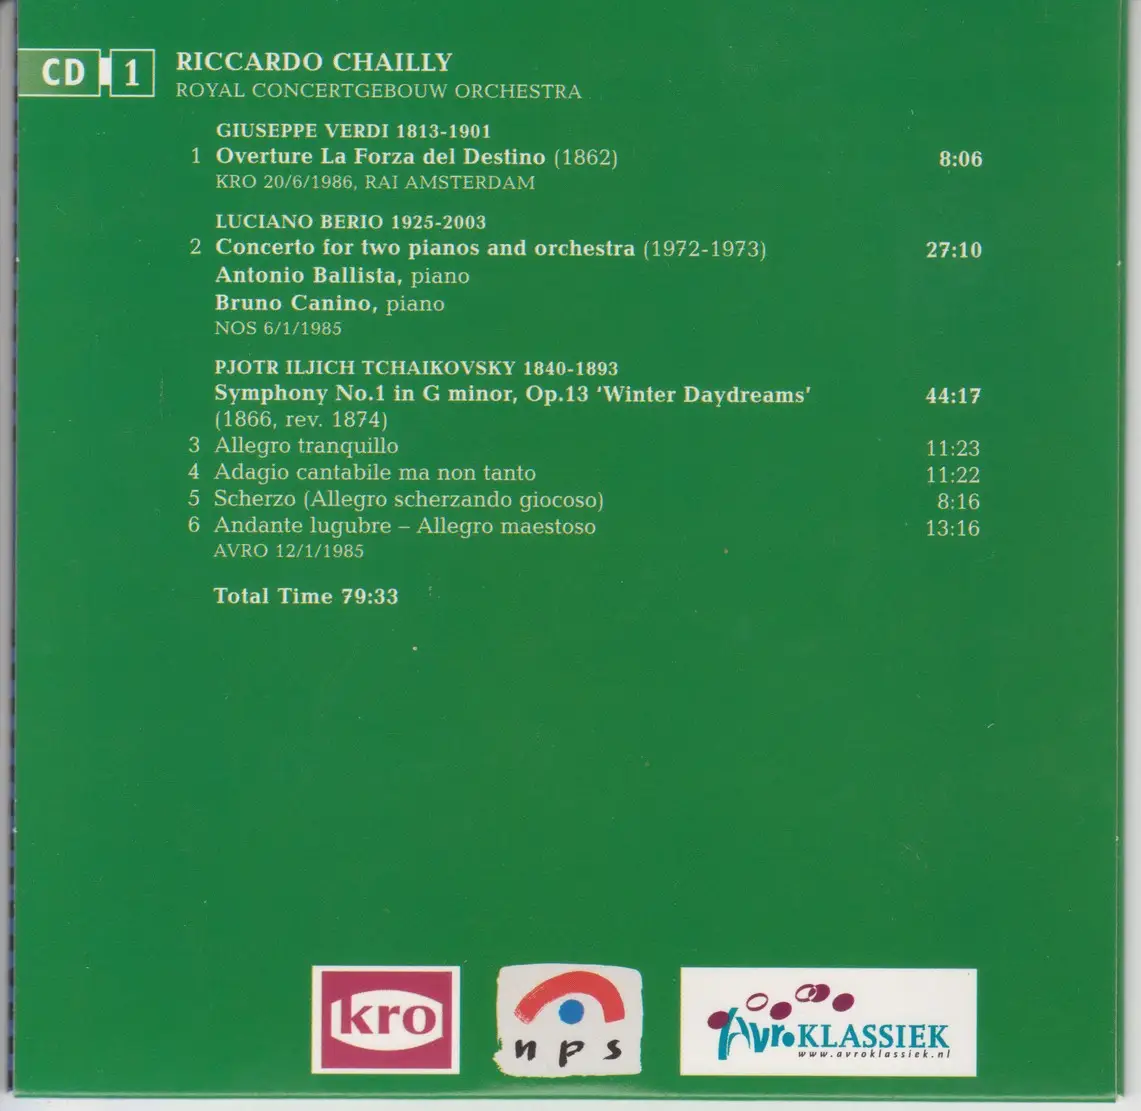 CD 1 RICCARDO CHAILLY
ROYAL CONCERTGEBOUW ORCHESTRA
GIUSEPPE VERDI 1813-1901
1 Overture La Forza del Destino (1862) 8:06
KRO 20/6/1986, RAI AMSTERDAM
LUCIANO BERIO 1925-2003
2 Concerto for two pianos and orchestra (1972-1973) 27:10
Antonio Ballista, piano
Bruno Canino, piano
NOS 6/1/1985
PJOTR ILJICH TCHAIKOVSKY 1840-1893
Symphony No.1 in G minor, Op.13 ‘Winter Daydreams’ 44:17
(1866, rev. 1874)
3 Allegro tranquillo 11:23
4 Adagio cantabile ma non tanto 11:22
5 Scherzo (Allegro scherzando giocoso) 8:16
6 Andante lugubre – Allegro maestoso 13:16
AVRO 12/1/1985
Total Time 79:33
kro
nps
AvroKLASSIEK
www.avroklassiek.nl